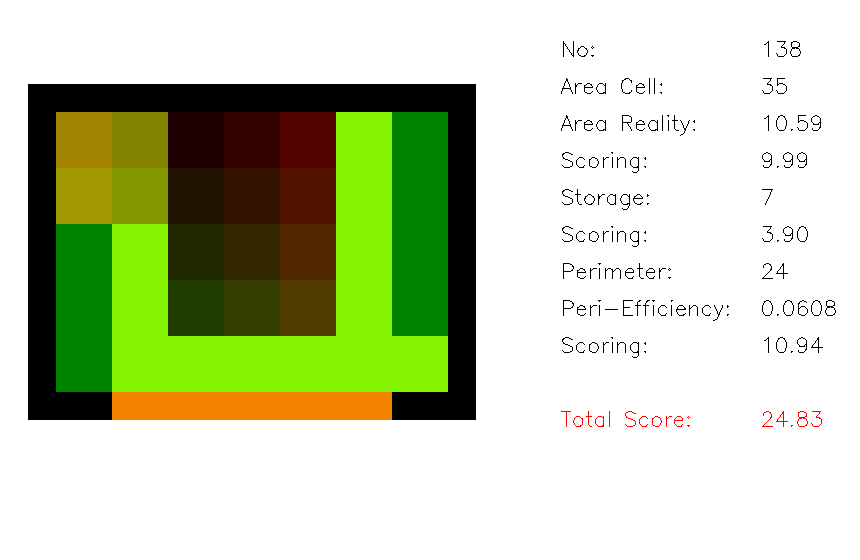 No: 138
Area Cell: 35
Area Reality: 10.59
Scoring: 9.99
Storage: 7
Scoring: 3.90
Perimeter: 24
Peri-Efficiency: 0.0608
Scoring: 10.94
Total Score: 24.83